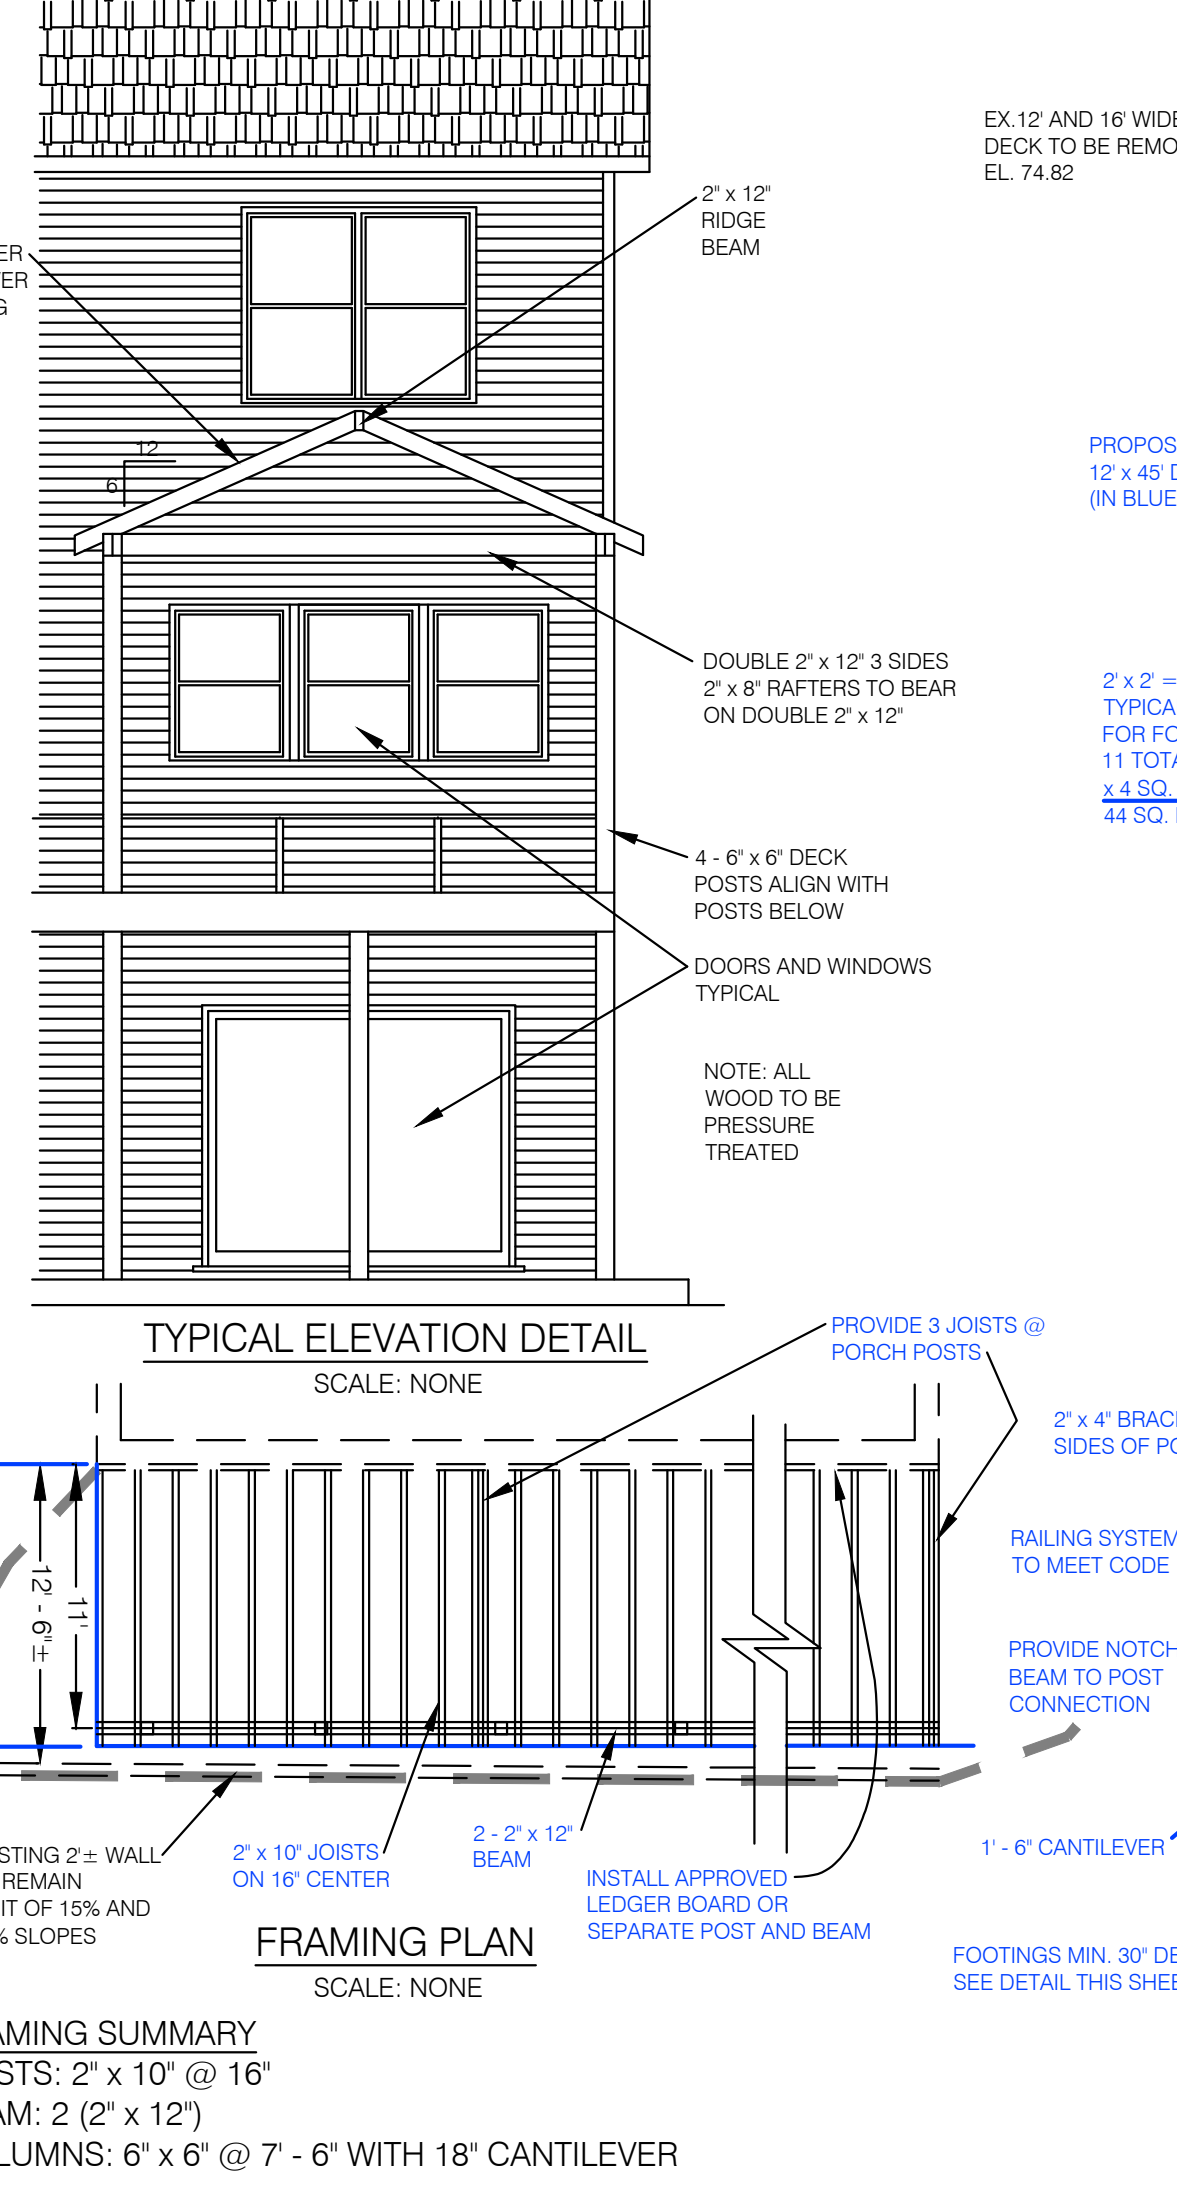 EX.12' AND 16' WIDE
DECK TO BE REMO
EL. 74.82
2" x 12"
RIDGE
BEAM
ER
ER
G
12
6
PROPOS
12' x 45' D
(IN BLUE
DOUBLE 2" x 12" 3 SIDES
2" x 8" RAFTERS TO BEAR
ON DOUBLE 2" x 12"
2' x 2' =
TYPICA
FOR FO
11 TOTA
x 4 SQ.
44 SQ.
4 - 6" x 6" DECK
POSTS ALIGN WITH
POSTS BELOW
DOORS AND WINDOWS
TYPICAL
NOTE: ALL
WOOD TO BE
PRESSURE
TREATED
TYPICAL ELEVATION DETAIL
SCALE: NONE
PROVIDE 3 JOISTS @
PORCH POSTS
2" x 4" BRAC
SIDES OF PO
RAILING SYSTEM
TO MEET CODE
12' - 6"±
11'
PROVIDE NOTCH
BEAM TO POST
CONNECTION
STING 2'± WALL
REMAIN
IT OF 15% AND
% SLOPES
2" x 10" JOISTS
ON 16" CENTER
2 - 2" x 12"
BEAM
INSTALL APPROVED
LEDGER BOARD OR
SEPARATE POST AND BEAM
1' - 6" CANTILEVER
FRAMING PLAN
SCALE: NONE
FOOTINGS MIN. 30" DE
SEE DETAIL THIS SHEE
AMING SUMMARY
STS: 2" x 10" @ 16"
AM: 2 (2" x 12")
LUMNS: 6" x 6" @ 7' - 6" WITH 18" CANTILEVER